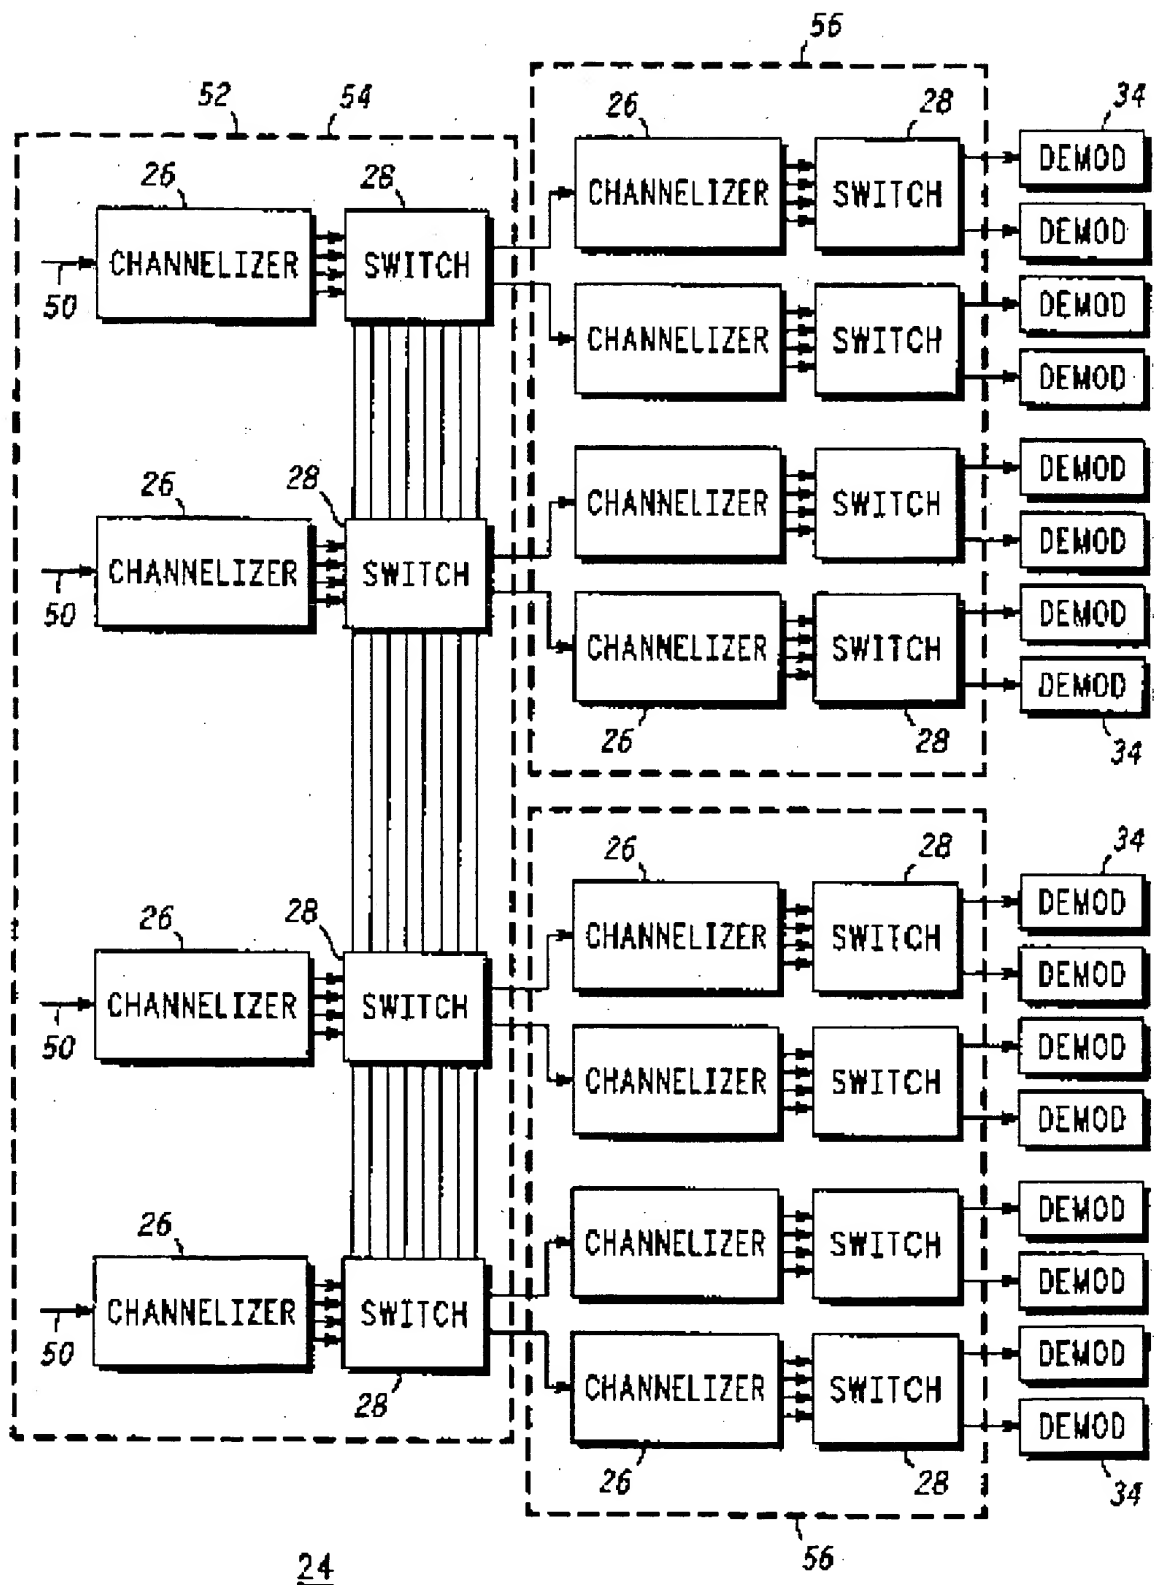 56
52 54
26 28 34
CHANNELIZER SWITCH DEMOD
26 28
CHANNELIZER SWITCH DEMOD
50
CHANNELIZER SWITCH DEMOD
DEMOD
26 28
CHANNELIZER SWITCH DEMOD
CHANNELIZER SWITCH DEMOD
50
CHANNELIZER SWITCH DEMOD
DEMOD
26 28 34
26 28 34
CHANNELIZER SWITCH DEMOD
26 28
CHANNELIZER SWITCH DEMOD
50
CHANNELIZER SWITCH DEMOD
DEMOD
26
CHANNELIZER SWITCH DEMOD
DEMOD
CHANNELIZER SWITCH DEMOD
50
CHANNELIZER SWITCH DEMOD
28
26 28 34
56
24